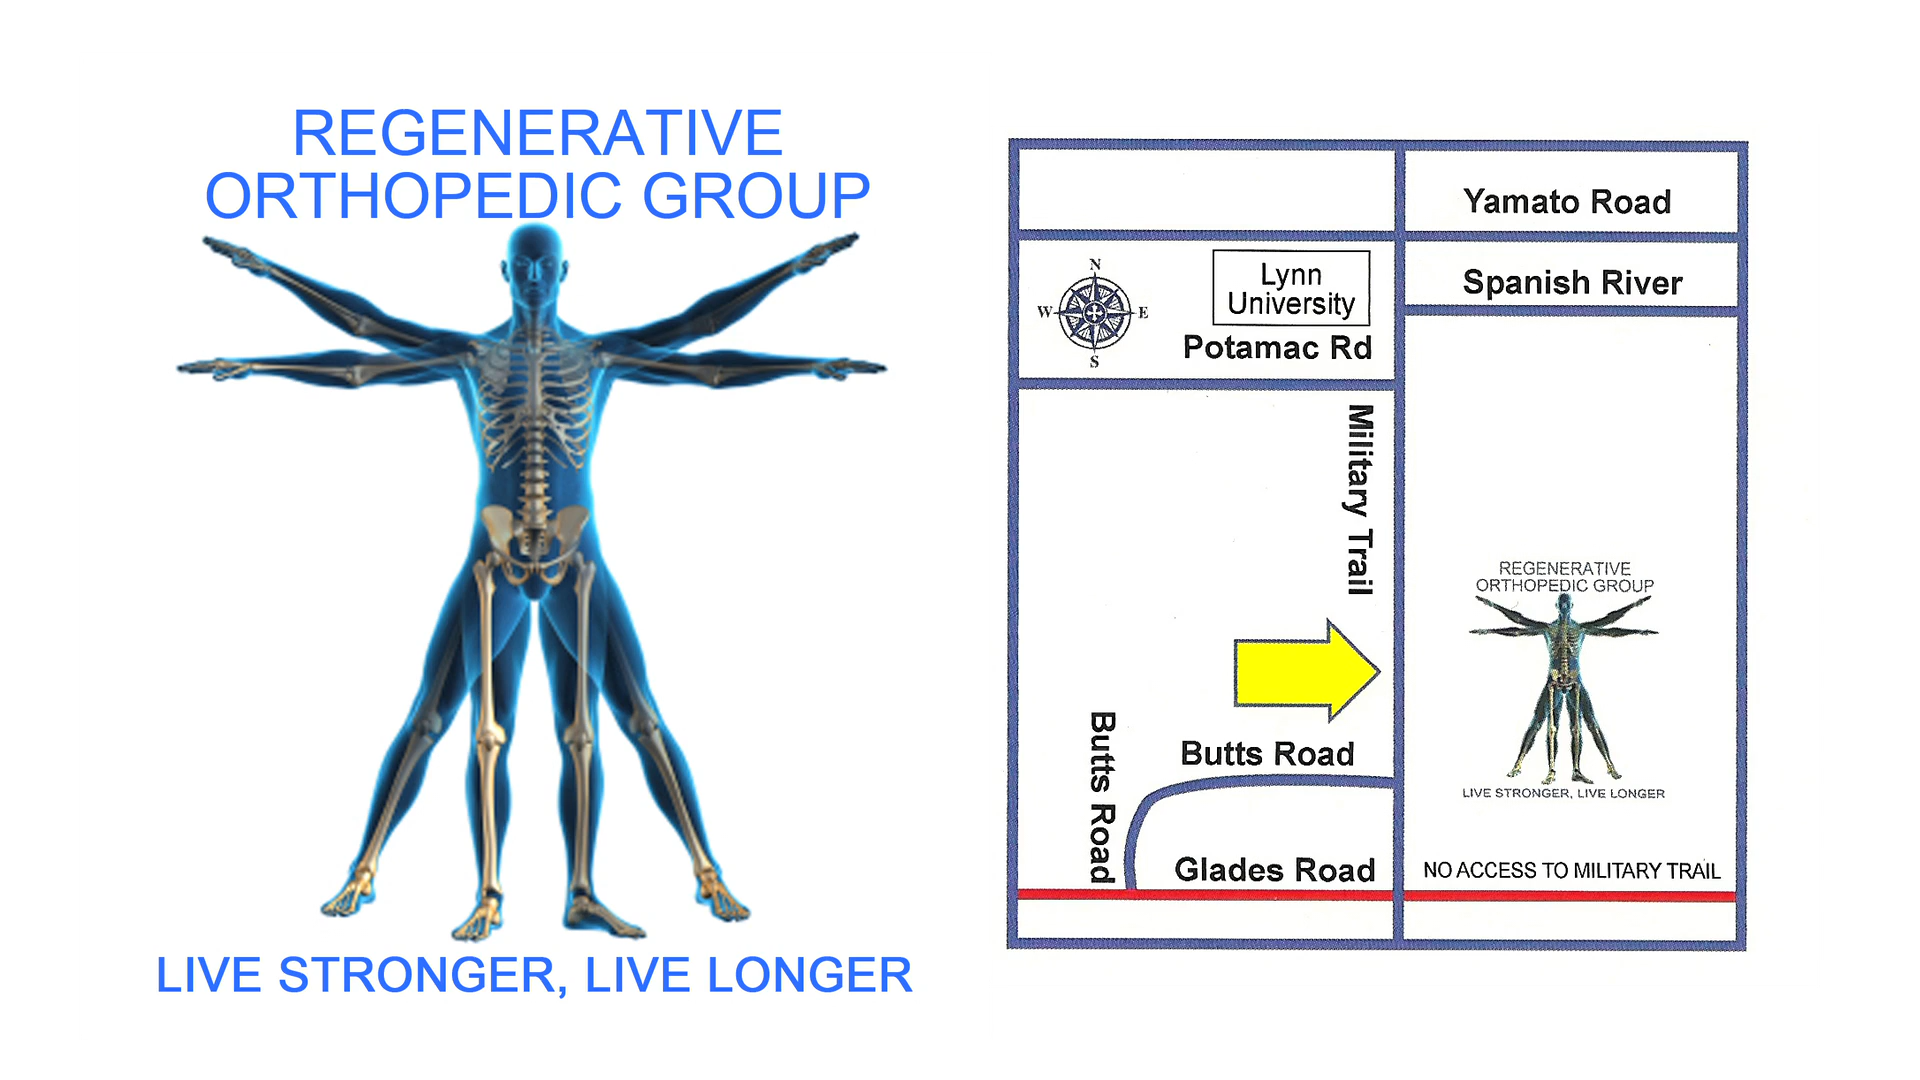 REGENERATIVE
ORTHOPEDIC GROUP
LIVE STRONGER, LIVE LONGER
Yamato Road
Spanish River
N
W
E
S
Lynn
University
Potamac Rd
Military Trail
REGENERATIVE
ORTHOPEDIC GROUP
LIVE STRONGER, LIVE LONGER
Butts Road
Butts Road
Glades Road
NO ACCESS TO MILITARY TRAIL